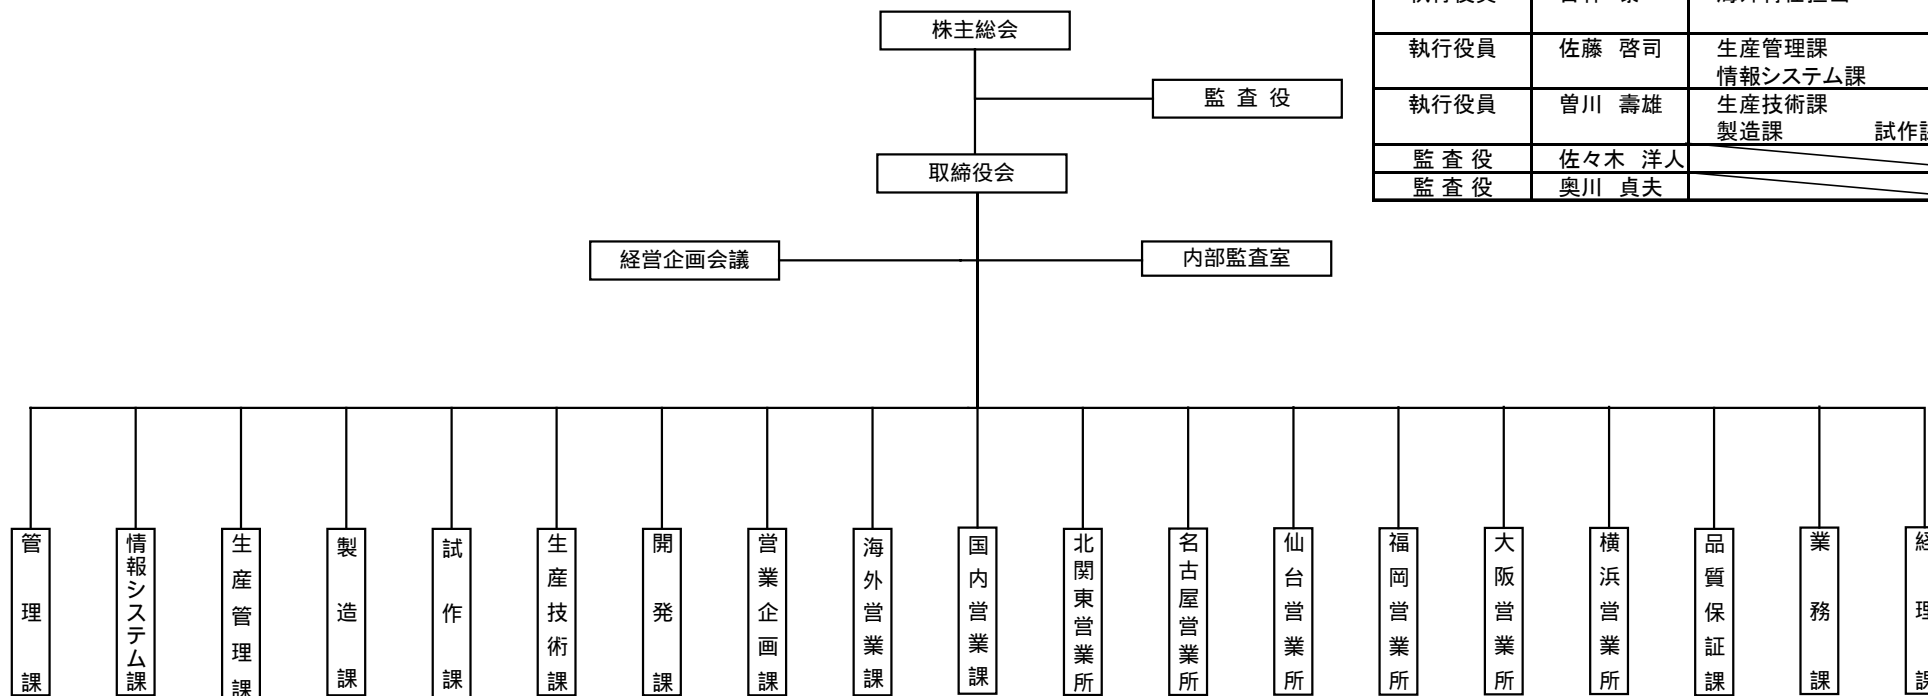 株主総会
監 査 役
取締役会
経営企画会議
内部監査室
執行役員 佐藤 啓司 生産管理課
情報システム課
執行役員 曽川 壽雄 生産技術課
製造課 試作課
監 査 役 佐々木 洋人
監 査 役 奥川 貞夫
管理課
情報システム課
生産管理課
製造課
試作課
生産技術課
開発課
営業企画課
海外営業課
国内営業課
北関東営業所
名古屋営業所
仙台営業所
福岡営業所
大阪営業所
横浜営業所
品質保証課
業務課
経理課